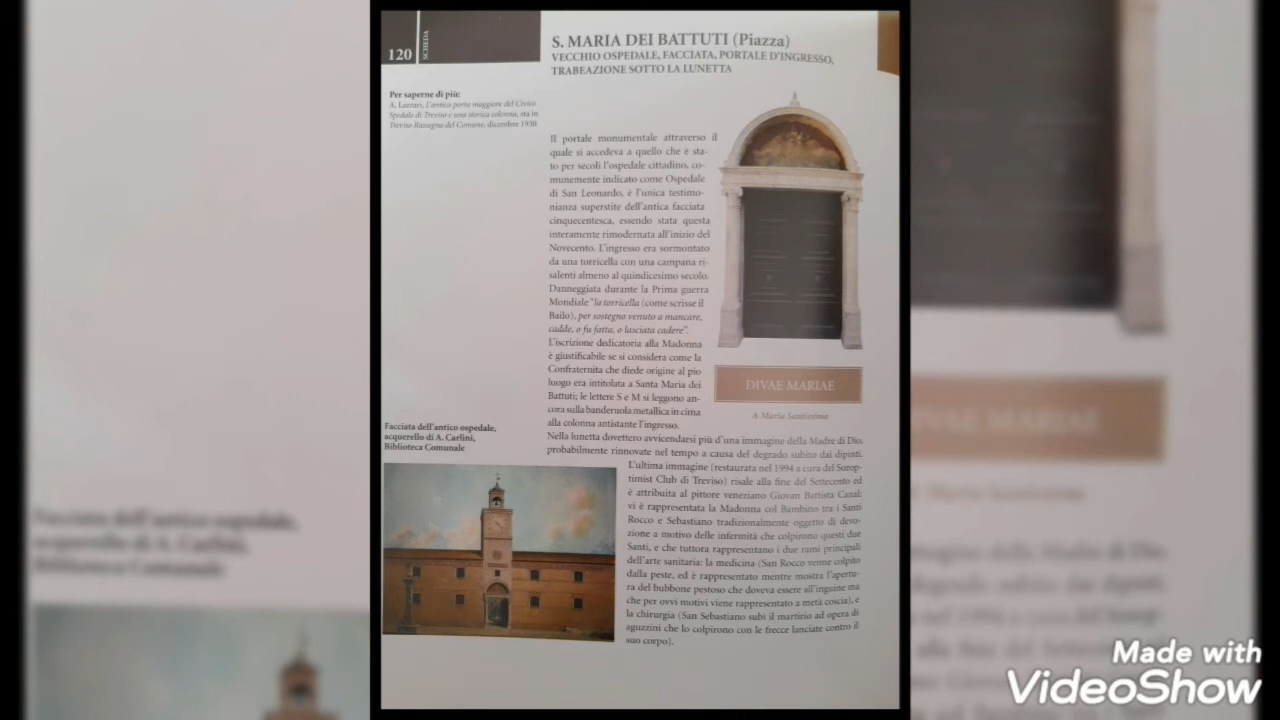 120
SCHEDA
S. MARIA DEI BATTUTI (Piazza)
VECCHIO OSPEDALE, FACCIATA, PORTALE D'INGRESSO,
TRABEAZIONE SOTTO LA LUNETTA
Per saperne di più:
A. Lazzari, L'antica porta maggiore del Civico
Spedale di Treviso e una storica colonna, sta in
Treviso Rassegna del Comune, dicembre 1930
Il portale monumentale attraverso il
quale si accedeva a quello che è sta-
to per secoli l'ospedale cittadino, co-
munemente indicato come Ospedale
di San Leonardo, è l'unica testimo-
nianza superstite dell'antica facciata
cinquecentesca, essendo stata questa
interamente rimodernata all'inizio del
Novecento. L'ingresso era sormontato
da una torricella con una campana ri-
salenti almeno al quindicesimo secolo.
Danneggiata durante la Prima guerra
Mondiale "la torricella (come scrisse il
Bailo), per sostegno venuto a mancare,
cadde, o fu fatta, o lasciata cadere".
L'iscrizione dedicatoria alla Madonna
è giustificabile se si considera come la
Confraternita che diede origine al pio
luogo era intitolata a Santa Maria dei
Battuti; le lettere S e M si leggono an-
cora sulla banderuola metallica in cima
alla colonna antistante l'ingresso.
DIVAE MARIAE
A Maria Santissima
Nella lunetta dovettero avvicendarsi più d'una immagine della Madre di Dio,
probabilmente rinnovate nel tempo a causa del degrado subito dai dipinti.
L'ultima immagine (restaurata nel 1994 a cura del Sorop-
timist Club di Treviso) risale alla fine del Settecento ed
è attribuita al pittore veneziano Giovan Battista Canal:
vi è rappresentata la Madonna col Bambino tra i Santi
Rocco e Sebastiano tradizionalmente oggetto di devo-
zione a motivo delle infermità che colpirono questi due
Santi, e che tuttora rappresentano i due rami principali
dell'arte sanitaria: la medicina (San Rocco venne colpito
dalla peste, ed è rappresentato mentre mostra l'apertu-
ra del bubbone pestoso che doveva essere all'inguine ma
che per ovvi motivi viene rappresentato a metà coscia), e
la chirurgia (San Sebastiano subì il martirio ad opera di
aguzzini che lo colpirono con le frecce lanciate contro il
suo corpo).
Facciata dell'antico ospedale,
acquerello di A. Carlini,
Biblioteca Comunale
Made with
VideoShow